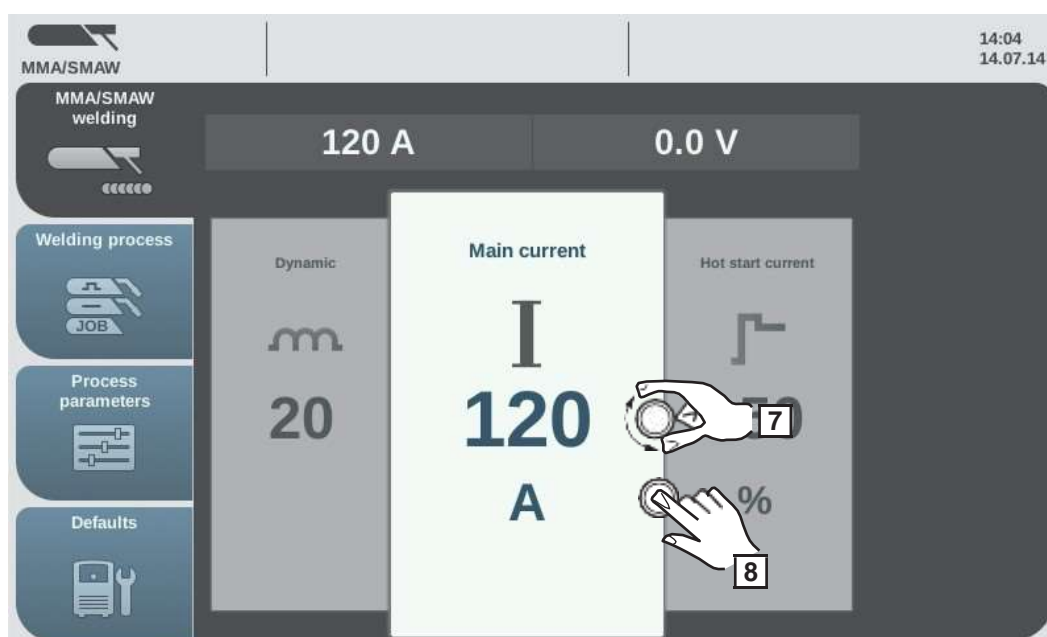 MMA/SMAW
14:04
14.07.14
MMA/SMAW
welding
120 A
0.0 V
Welding process
JOB
Process
parameters
Defaults
Dynamic
20
Main current
I
120
A
Hot start current
%
7
8